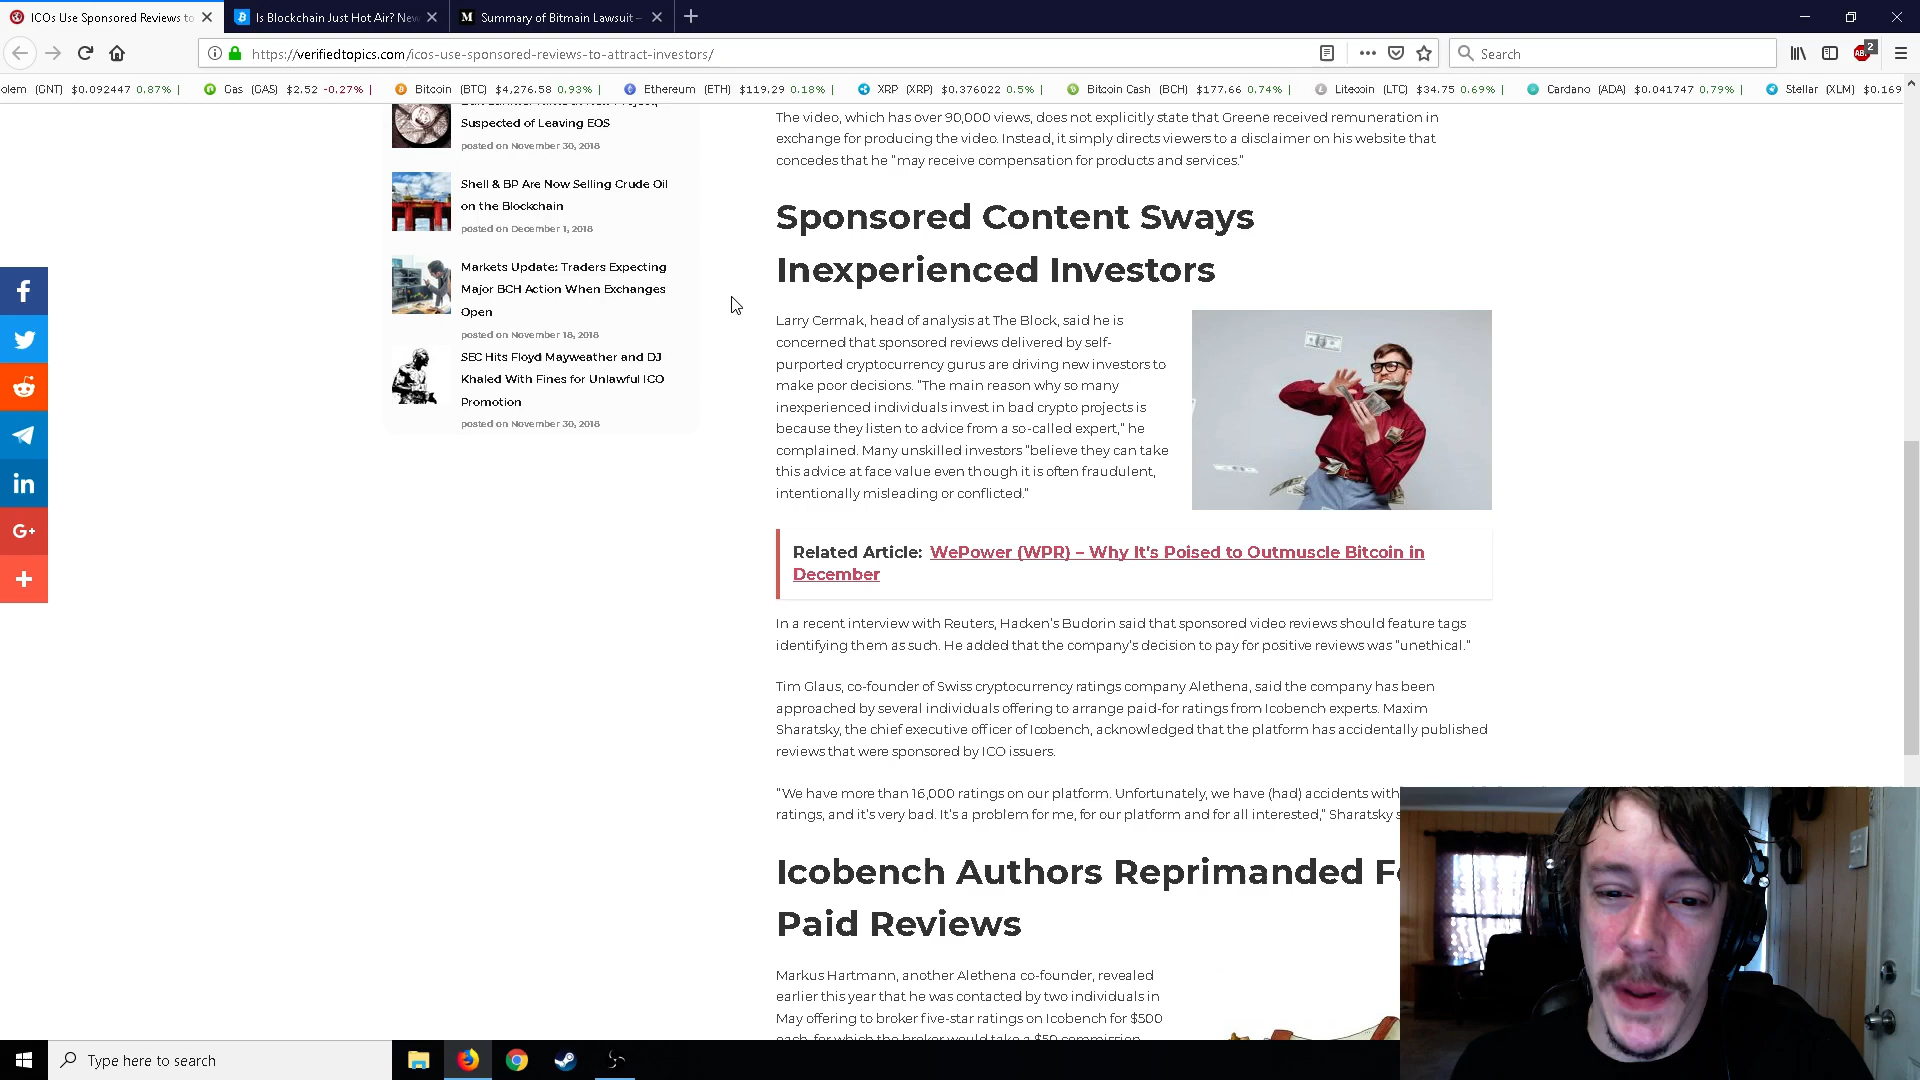 ICOs Use Sponsored Reviews to
Is Blockchain Just Hot Air? New
Summary of Bitmain Lawsuit –
https://verifiedtopics.com/icos-use-sponsored-reviews-to-attract-investors/
Search
2
olem (GNT) $0.092447 0.87% | Gas (GAS) $2.52 -0.27% | Bitcoin (BTC) $4,276.58 0.93% | Ethereum (ETH) $119.29 0.18% | XRP (XRP) $0.376022 0.5% | Bitcoin Cash (BCH) $177.66 0.74% | Litecoin (LTC) $34.75 0.69% | Cardano (ADA) $0.041747 0.79% | Stellar (XLM) $0.169
Suspected of Leaving EOS
posted on November 30, 2018
Shell & BP Are Now Selling Crude Oil
on the Blockchain
posted on December 1, 2018
Markets Update: Traders Expecting
Major BCH Action When Exchanges
Open
posted on November 18, 2018
SEC Hits Floyd Mayweather and DJ
Khaled With Fines for Unlawful ICO
Promotion
posted on November 30, 2018
The video, which has over 90,000 views, does not explicitly state that Greene received remuneration in
exchange for producing the video. Instead, it simply directs viewers to a disclaimer on his website that
concedes that he “may receive compensation for products and services.”
Sponsored Content Sways
Inexperienced Investors
Larry Cermak, head of analysis at The Block, said he is
concerned that sponsored reviews delivered by self-
purported cryptocurrency gurus are driving new investors to
make poor decisions. “The main reason why so many
inexperienced individuals invest in bad crypto projects is
because they listen to advice from a so-called expert,” he
complained. Many unskilled investors “believe they can take
this advice at face value even though it is often fraudulent,
intentionally misleading or conflicted.”
Related Article: WePower (WPR) – Why It’s Poised to Outmuscle Bitcoin in
December
In a recent interview with Reuters, Hacken’s Budorin said that sponsored video reviews should feature tags
identifying them as such. He added that the company’s decision to pay for positive reviews was “unethical.”
Tim Glaus, co-founder of Swiss cryptocurrency ratings company Alethena, said the company has been
approached by several individuals offering to arrange paid-for ratings from Icobench experts. Maxim
Sharatsky, the chief executive officer of Icobench, acknowledged that the platform has accidentally published
reviews that were sponsored by ICO issuers.
“We have more than 16,000 ratings on our platform. Unfortunately, we have (had) accidents with
ratings, and it’s very bad. It’s a problem for me, for our platform and for all interested,” Sharatsky s
Icobench Authors Reprimanded F
Paid Reviews
Markus Hartmann, another Alethena co-founder, revealed
earlier this year that he was contacted by two individuals in
May offering to broker five-star ratings on Icobench for $500
each, for which the broker would take a $50 commission.
Type here to search